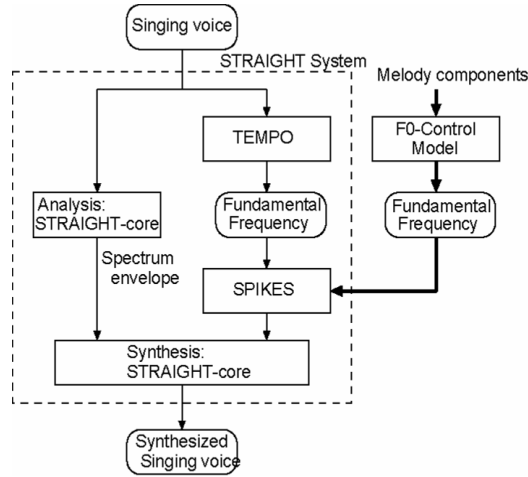 Singing voice
STRAIGHT System
Melody components
TEMPO
F0-Control
Model
Analysis:
STRAIGHT-core
Fundamental
Frequency
Fundamental
Frequency
Spectrum
envelope
SPIKES
Synthesis:
STRAIGHT-core
Synthesized
Singing voice